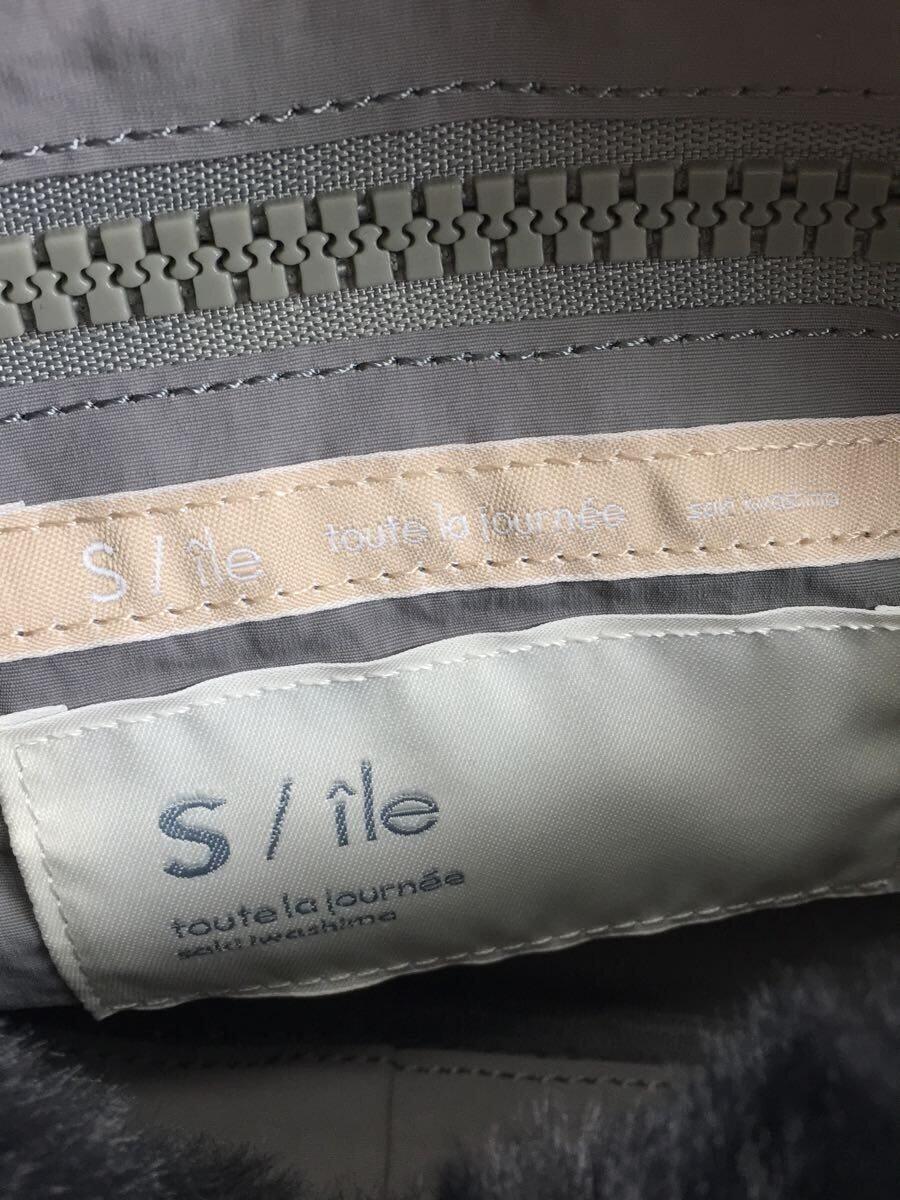 S / île toute la journée saki iwashima
S / île
toute la journée
saki iwashima